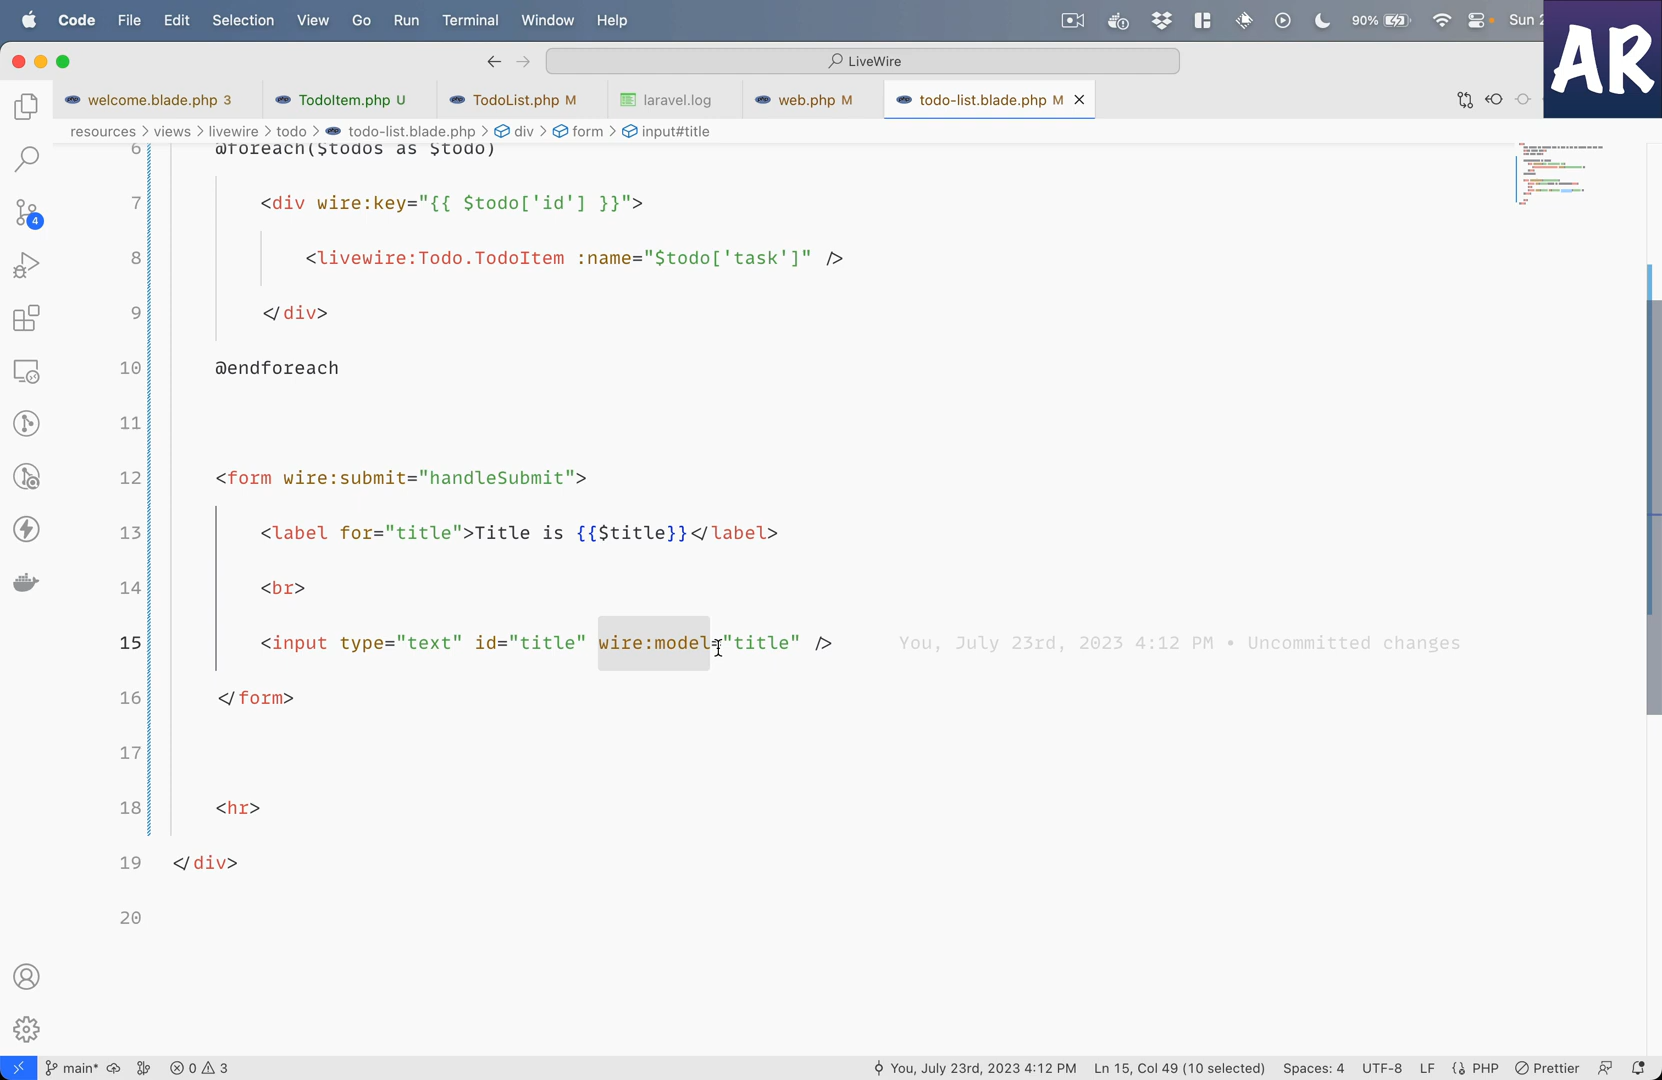 Code File Edit Selection View Go Run Terminal Window Help 90% Sun
AR
LiveWire
welcome.blade.php 3 TodoItem.php U TodoList.php M laravel.log web.php M todo-list.blade.php M
resources > views > livewire > todo > todo-list.blade.php > div > form > input#title
6 @foreach($todos as $todo)
7 <div wire:key="{{ $todo['id'] }}">
8 <livewire:Todo.TodoItem :name="$todo['task']" />
9 </div>
10 @endforeach
11
12 <form wire:submit="handleSubmit">
13 <label for="title">Title is {{$title}}</label>
14 <br>
15 <input type="text" id="title" wire:model="title" /> You, July 23rd, 2023 4:12 PM • Uncommitted changes
16 </form>
17
18 <hr>
19 </div>
20
4
main* 0 3 You, July 23rd, 2023 4:12 PM Ln 15, Col 49 (10 selected) Spaces: 4 UTF-8 LF PHP Prettier